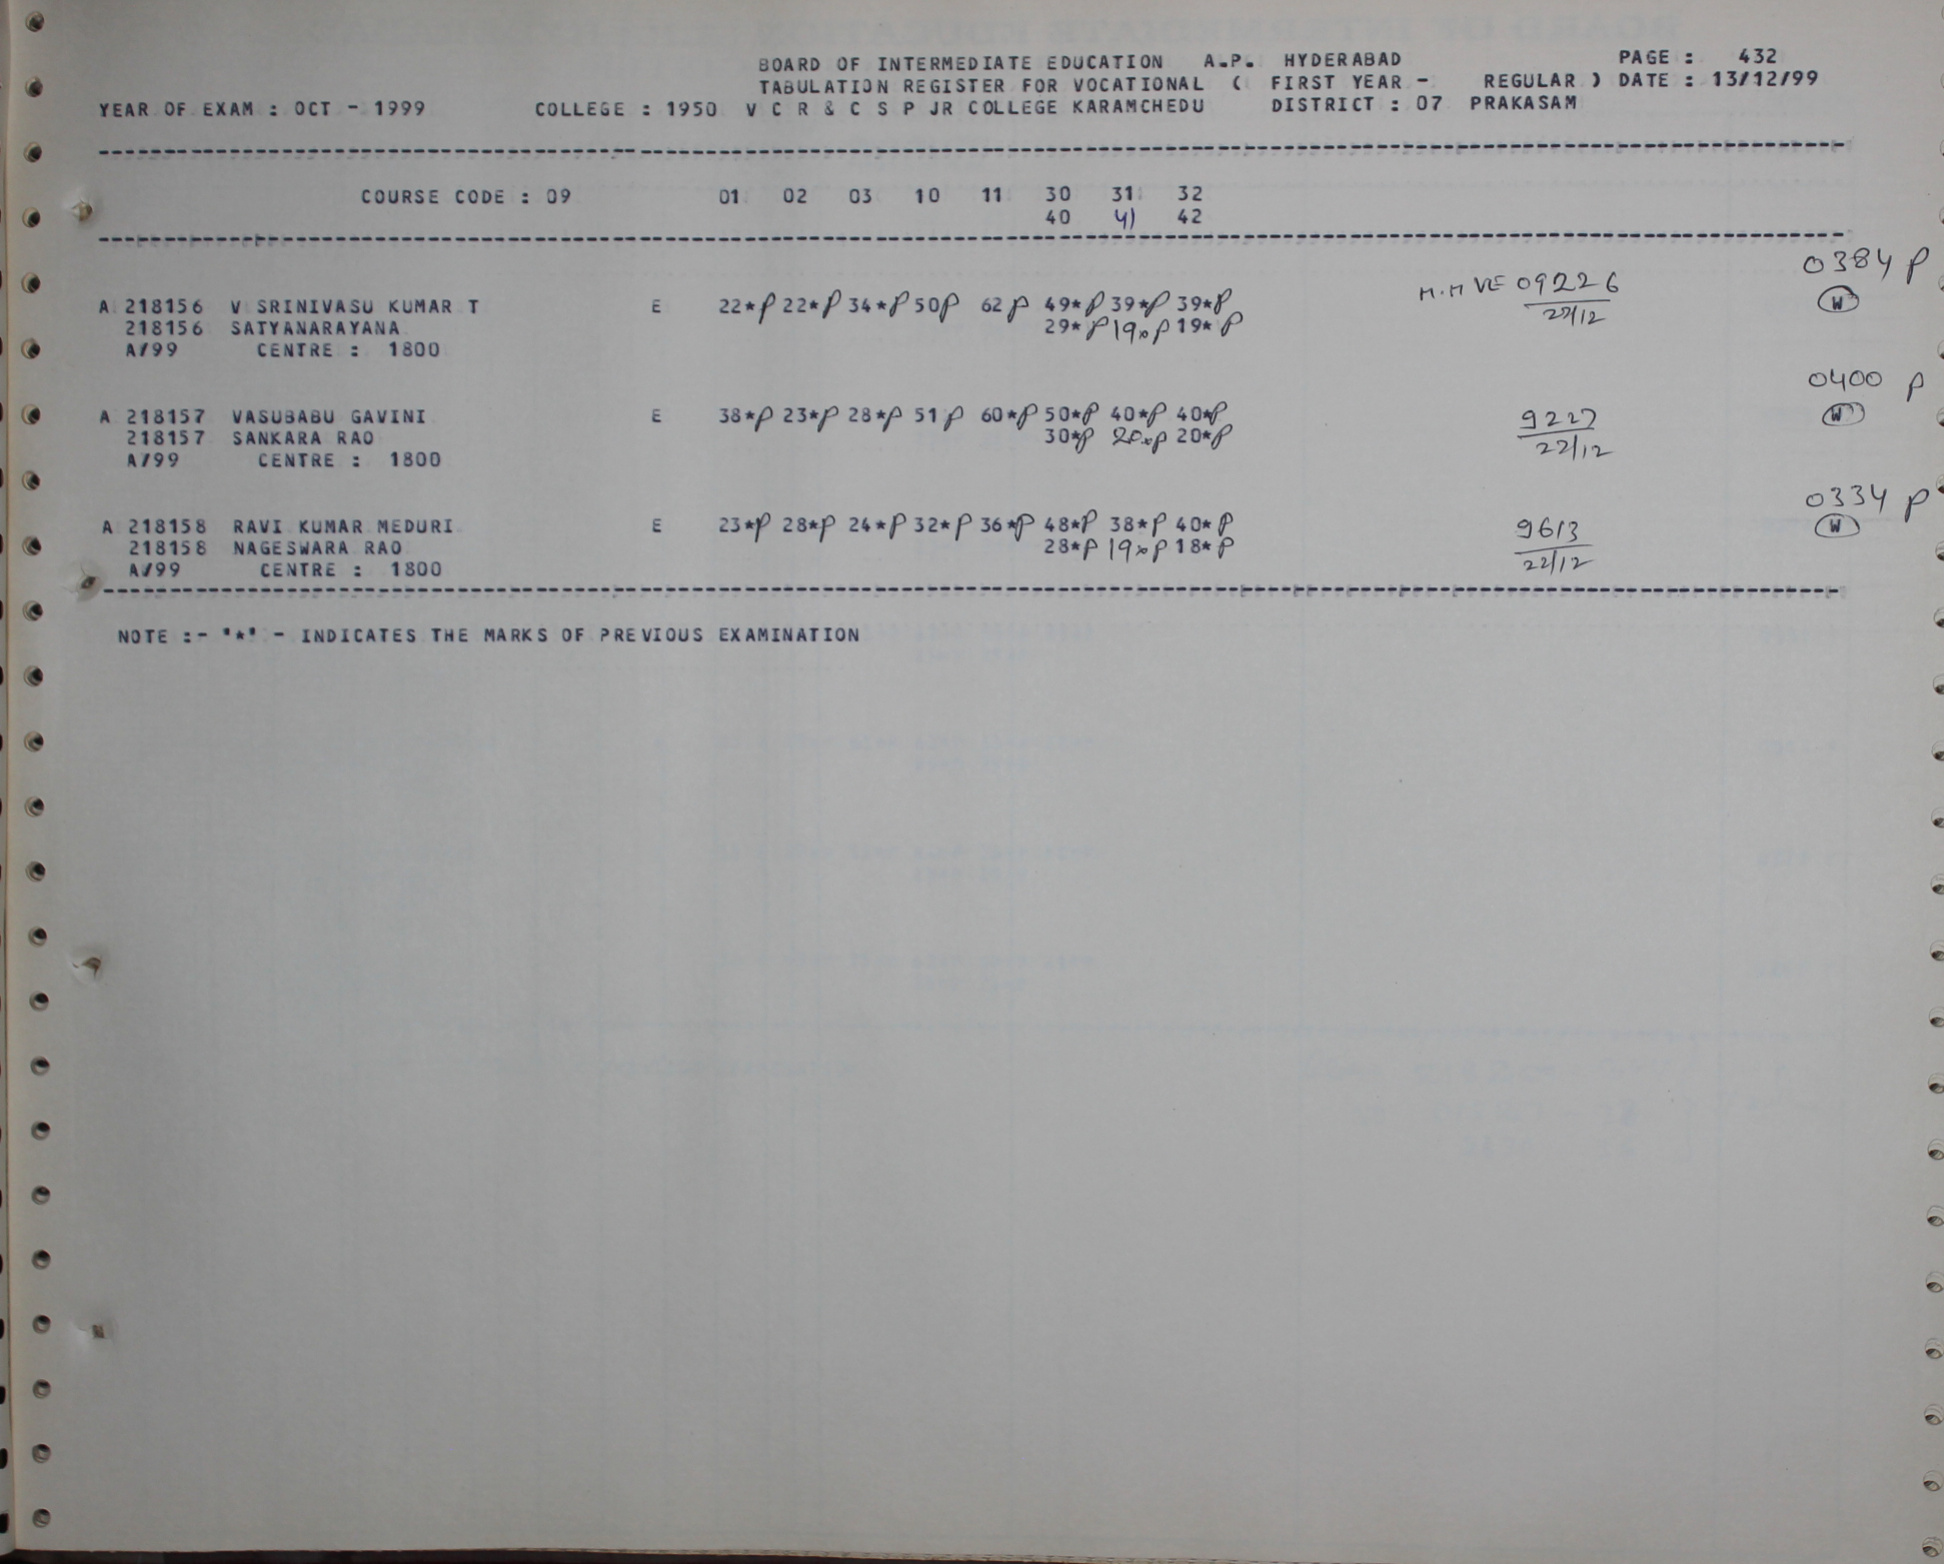 BOARD OF INTERMEDIATE EDUCATION A.P. HYDERABAD PAGE : 432
TABULATION REGISTER FOR VOCATIONAL ( FIRST YEAR - REGULAR ) DATE : 13/12/99
YEAR OF EXAM : OCT - 1999 COLLEGE : 1950 V C R & C S P JR COLLEGE KARAMCHEDU DISTRICT : 07 PRAKASAM
COURSE CODE : 09 01 02 03 10 11 30 31 32
40 41 42
0384 P
A 218156 V SRINIVASU KUMAR T E 22*P 22*P 34*P 50P 62 P 49*P 39*P 39*P M.M VE 09226 W
218156 SATYANARAYANA 29* P 19*P 19* P 22/12
A/99 CENTRE : 1800
0400 P
A 218157 VASUBABU GAVINI E 38*P 23*P 28*P 51 P 60*P 50*P 40*P 40*P 9227 W
218157 SANKARA RAO 30*P 20*P 20*P 22/12
A/99 CENTRE : 1800
0334 P
A 218158 RAVI KUMAR MEDURI E 23*P 28*P 24*P 32*P 36*P 48*P 38*P 40*P 9613 W
218158 NAGESWARA RAO 28*P 19*P 18*P 22/12
A/99 CENTRE : 1800
NOTE :- "*" - INDICATES THE MARKS OF PREVIOUS EXAMINATION